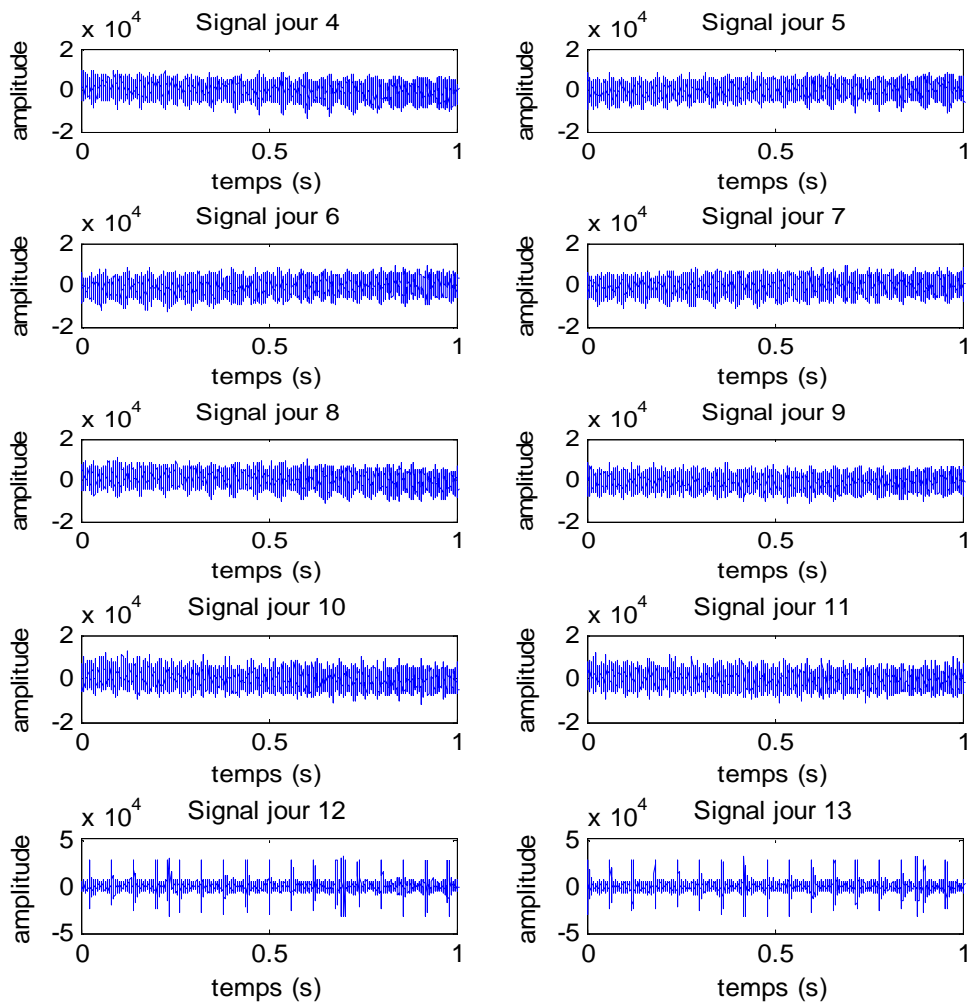 x 10^4
Signal jour 4
2
0
-2
amplitude
0
0.5
1
temps (s)
x 10^4
Signal jour 5
2
0
-2
amplitude
0
0.5
1
temps (s)
x 10^4
Signal jour 6
2
0
-2
amplitude
0
0.5
1
temps (s)
x 10^4
Signal jour 7
2
0
-2
amplitude
0
0.5
1
temps (s)
x 10^4
Signal jour 8
2
0
-2
amplitude
0
0.5
1
temps (s)
x 10^4
Signal jour 9
2
0
-2
amplitude
0
0.5
1
temps (s)
x 10^4
Signal jour 10
2
0
-2
amplitude
0
0.5
1
temps (s)
x 10^4
Signal jour 11
2
0
-2
amplitude
0
0.5
1
temps (s)
x 10^4
Signal jour 12
5
0
-5
amplitude
0
0.5
1
temps (s)
x 10^4
Signal jour 13
5
0
-5
amplitude
0
0.5
1
temps (s)